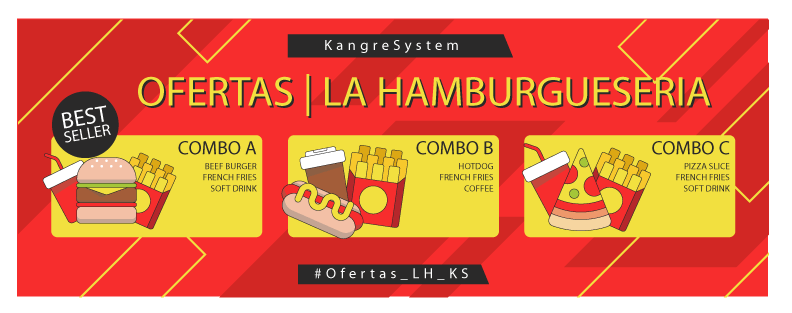 KangreSystem
OFERTAS | LA HAMBURGUESERIA
BEST
SELLER
COMBO A
BEEF BURGER
FRENCH FRIES
SOFT DRINK
COMBO B
HOTDOG
FRENCH FRIES
COFFEE
COMBO C
PIZZA SLICE
FRENCH FRIES
SOFT DRINK
#Ofertas_LH_KS